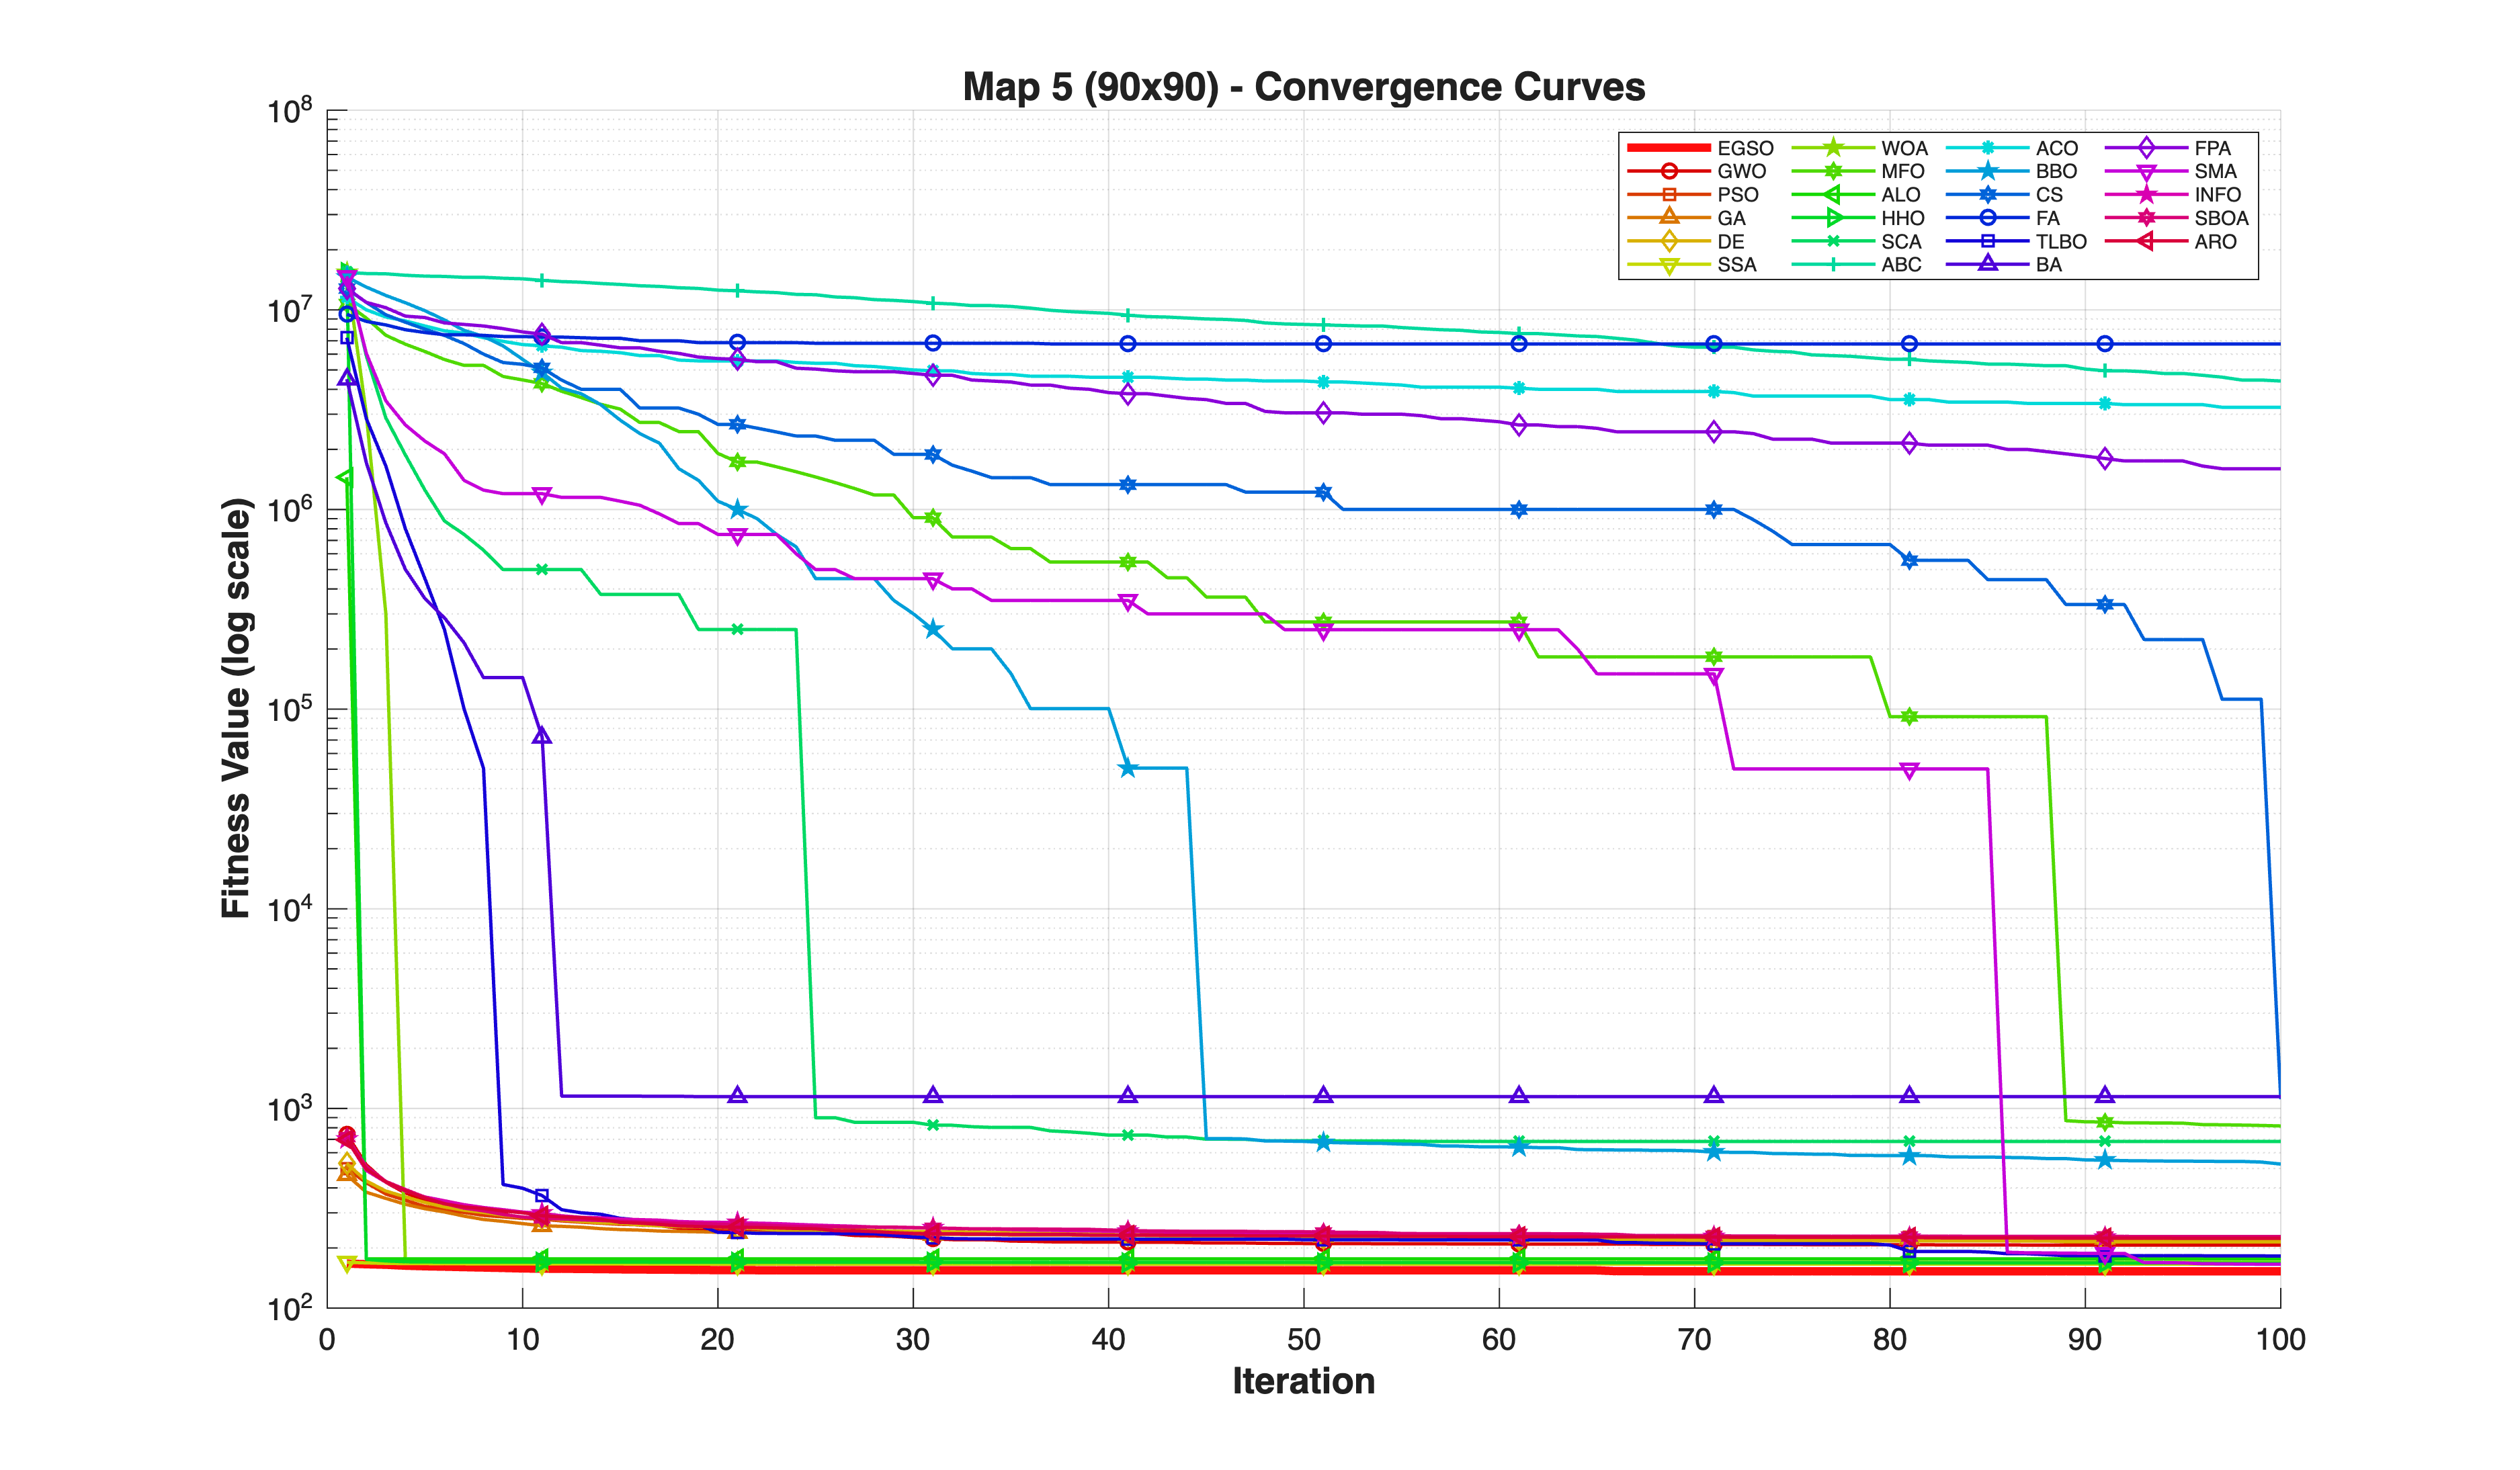 Map 5 (90x90) - Convergence Curves
Fitness Value (log scale)
10^8
10^7
10^6
10^5
10^4
10^3
10^2
EGSO WOA ACO FPA
GWO MFO BBO SMA
PSO ALO CS INFO
GA HHO FA SBOA
DE SCA TLBO ARO
SSA ABC BA
0 10 20 30 40 50 60 70 80 90 100
Iteration